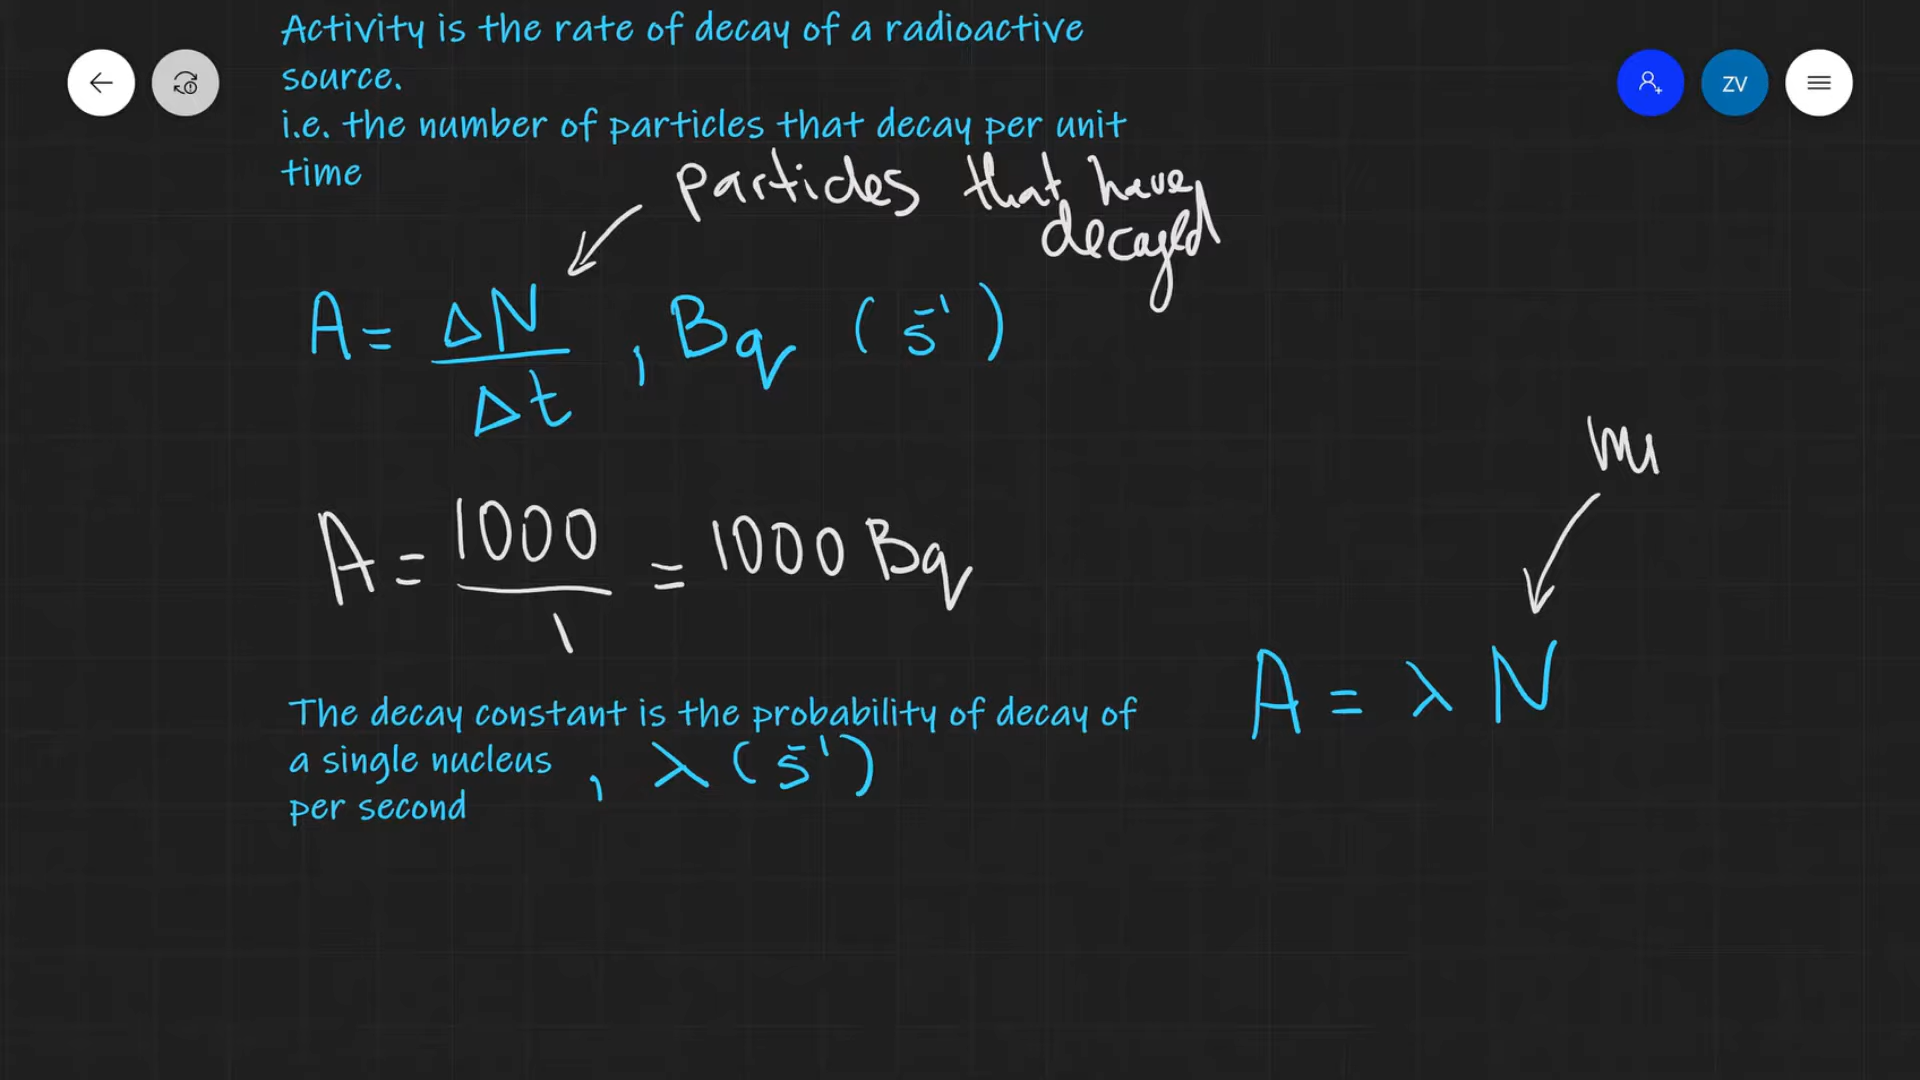 Activity is the rate of decay of a radioactive
source.
i.e. the number of particles that decay per unit
time
particles that have
decayed
A = ΔN / Δt , Bq (s⁻¹)
A = 1000 / 1 = 1000 Bq
The decay constant is the probability of decay of
a single nucleus , λ (s⁻¹)
per second
A = λ N
ZV